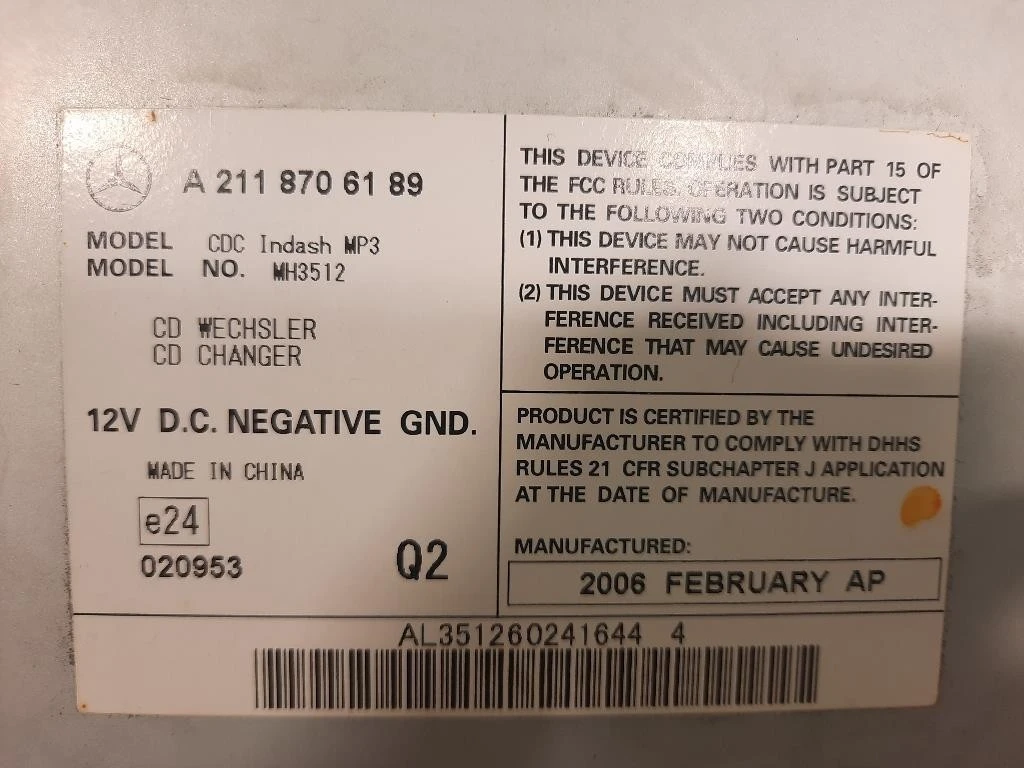 A 211 870 61 89
MODEL CDC Indash MP3
MODEL NO. MH3512
CD WECHSLER
CD CHANGER
12V D.C. NEGATIVE GND.
MADE IN CHINA
e24
020953
Q2
THIS DEVICE COMPLIES WITH PART 15 OF
THE FCC RULES. OPERATION IS SUBJECT
TO THE FOLLOWING TWO CONDITIONS:
(1) THIS DEVICE MAY NOT CAUSE HARMFUL
INTERFERENCE.
(2) THIS DEVICE MUST ACCEPT ANY INTER-
FERENCE RECEIVED INCLUDING INTER-
FERENCE THAT MAY CAUSE UNDESIRED
OPERATION.
PRODUCT IS CERTIFIED BY THE
MANUFACTURER TO COMPLY WITH DHHS
RULES 21 CFR SUBCHAPTER J APPLICATION
AT THE DATE OF MANUFACTURE.
MANUFACTURED:
2006 FEBRUARY AP
AL351260241644 4